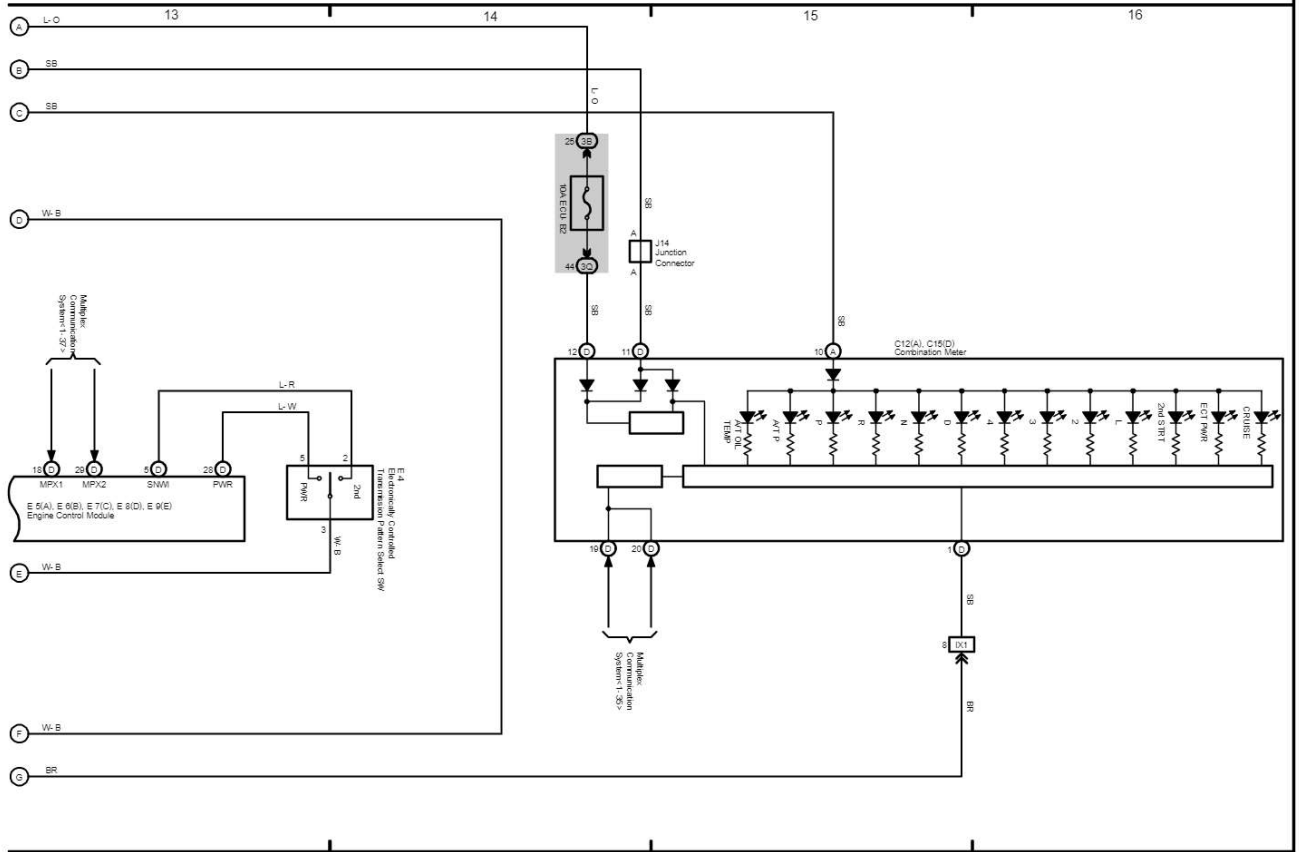 13
14
15
16
A
L- O
B
SB
C
SB
L- O
25
3B
10A ECU- B2
44
3Q
SB
A
J14
Junction
Connector
A
SB
SB
SB
D
W- B
Multiplex
Communication
System<1- 37>
12
D
11
D
10
A
C12(A), C15(D)
Combination Meter
L- R
L- W
A/T OIL
TEMP
A/T P
P
R
N
D
4
3
2
L
2nd STRT
ECT PWR
CRUISE
18
D
29
D
5
D
28
D
MPX1
MPX2
SNWI
PWR
E 5(A), E 6(B), E 7(C), E 8(D), E 9(E)
Engine Control Module
5
2
PWR
2nd
3
E 4
Electronically Controlled
Transmission Pattern Select SW
W- B
E
W- B
19
D
20
D
1
D
Multiplex
Communication
System<1- 35>
SB
8
IX1
BR
F
W- B
G
BR